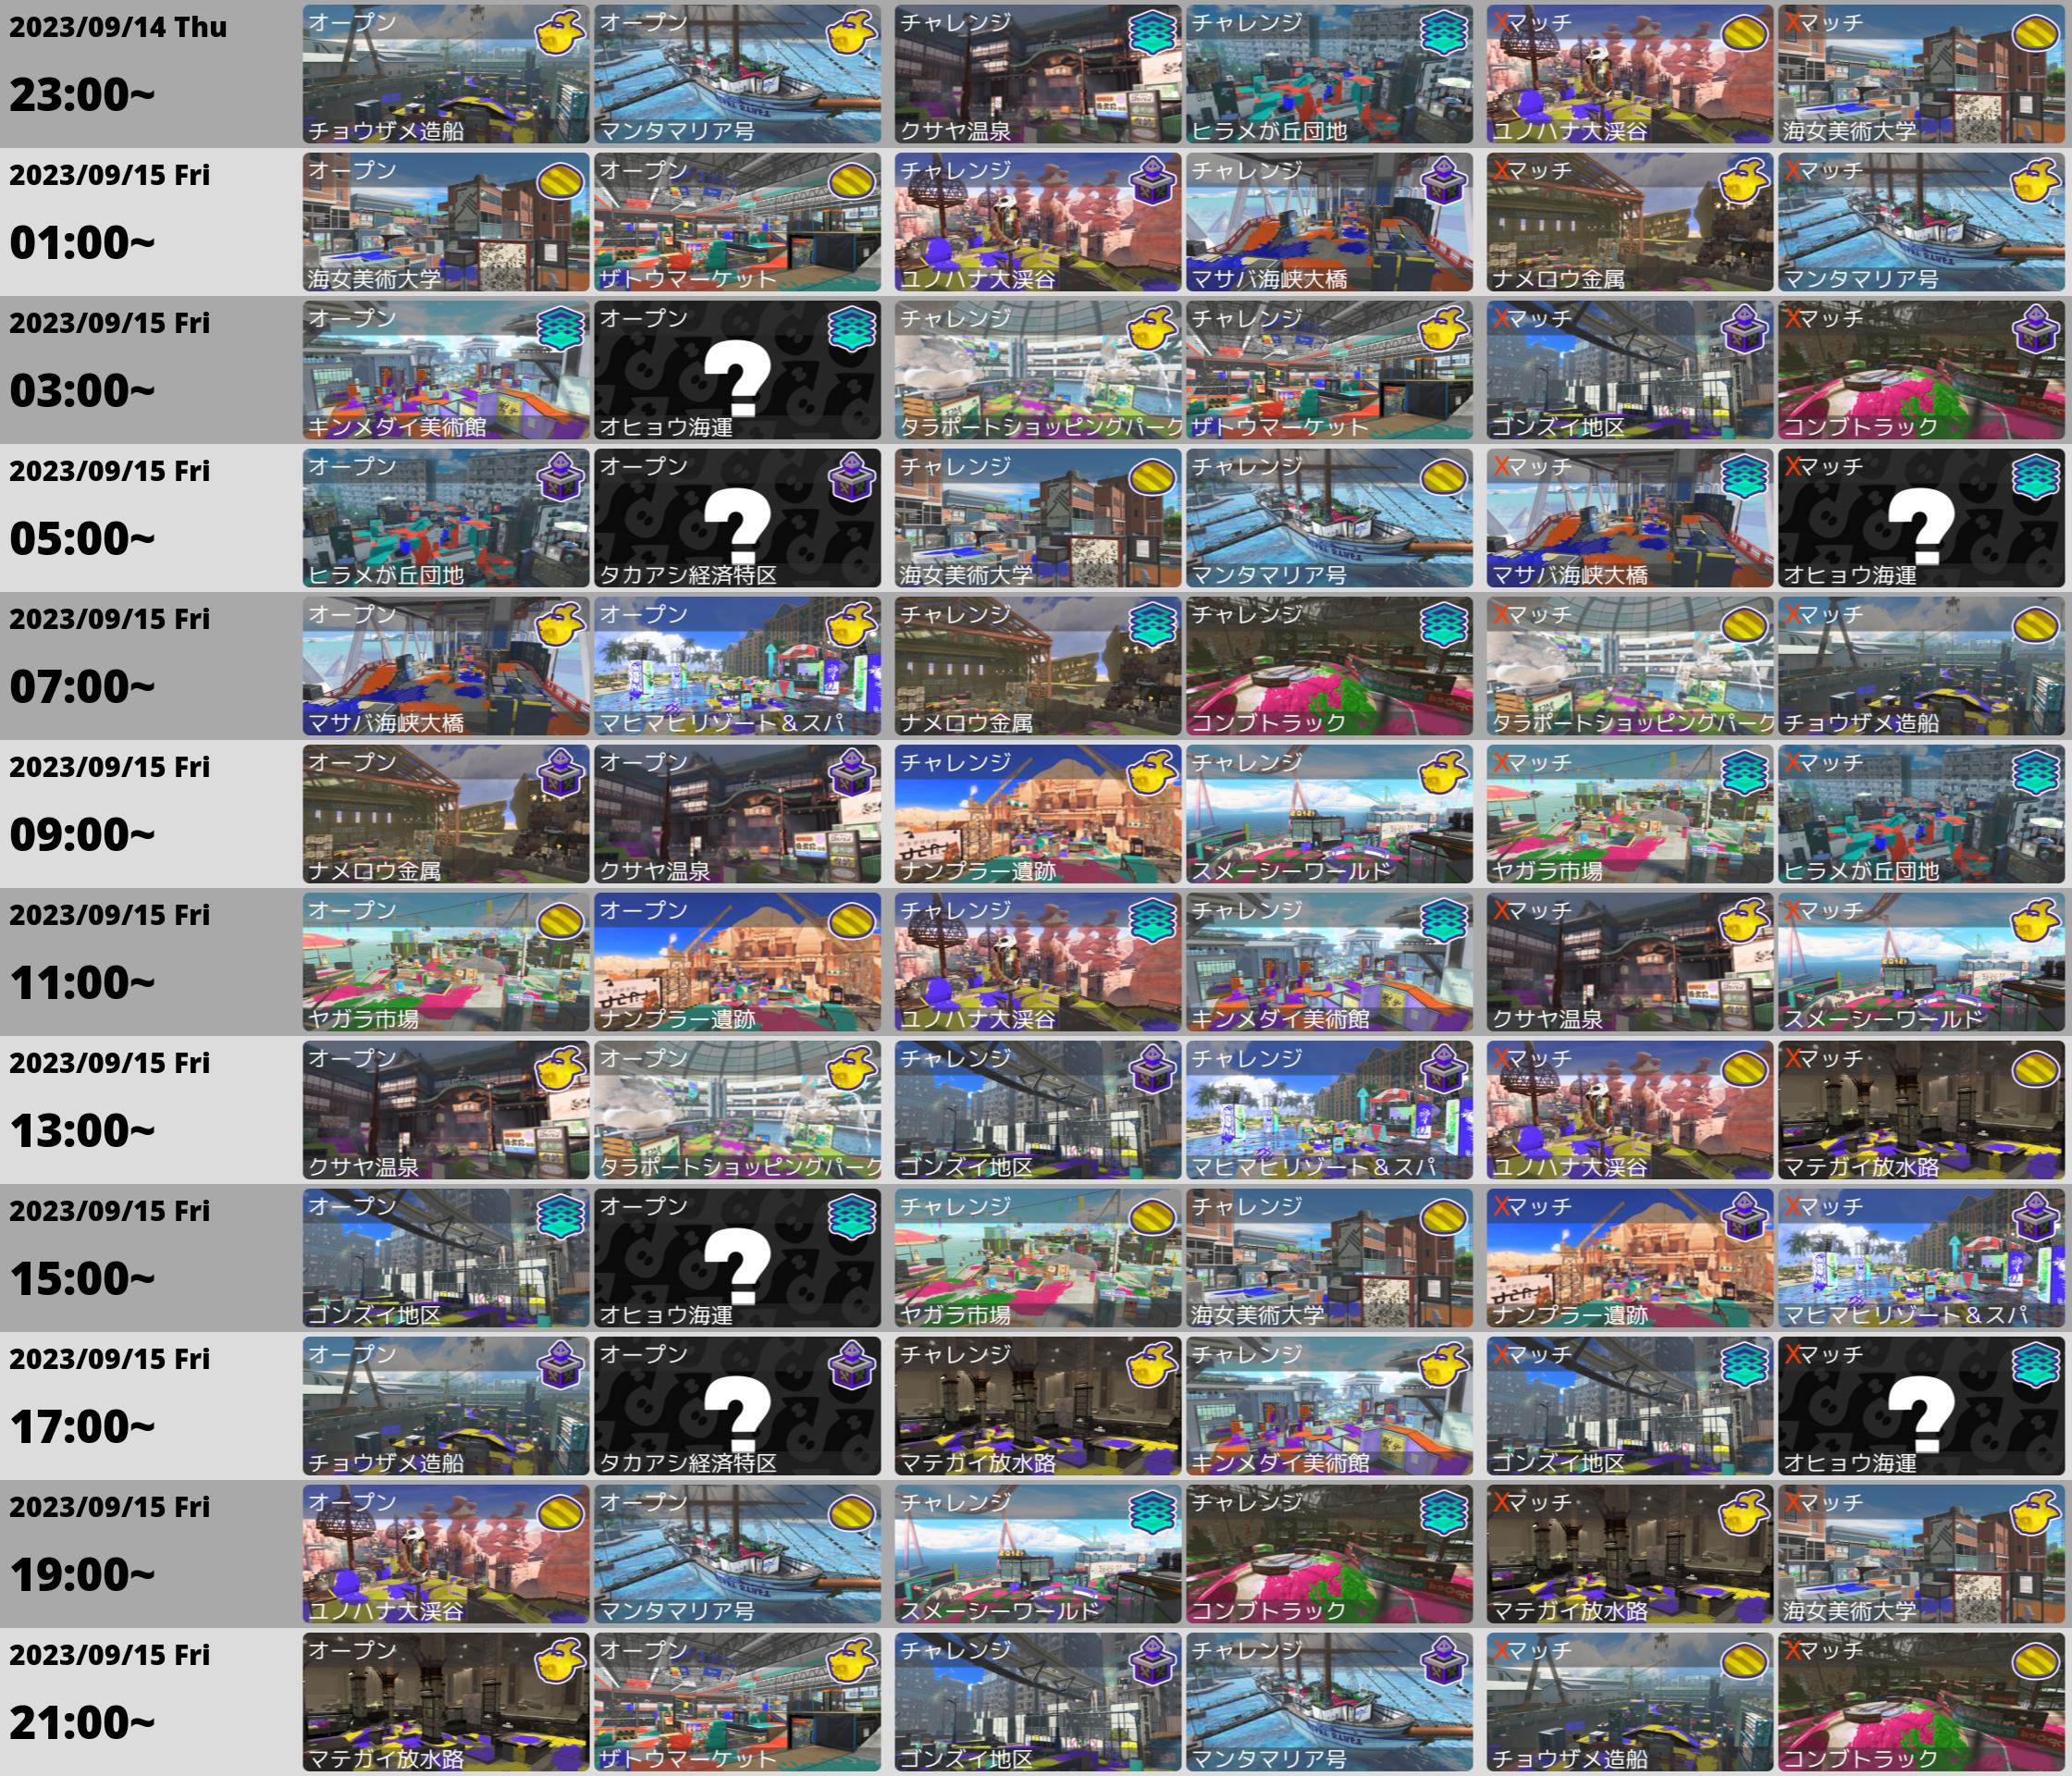 2023/09/14 Thu
23:00~
オープン オープン チャレンジ チャレンジ Xマッチ Xマッチ
チョウザメ造船 マンタマリア号 クサヤ温泉 ヒラメが丘団地 ユノハナ大渓谷 海女美術大学
2023/09/15 Fri
01:00~
オープン オープン チャレンジ チャレンジ Xマッチ Xマッチ
海女美術大学 ザトウマーケット ユノハナ大渓谷 マサバ海峡大橋 ナメロウ金属 マンタマリア号
2023/09/15 Fri
03:00~
オープン オープン チャレンジ チャレンジ Xマッチ Xマッチ
?
キンメダイ美術館 オヒョウ海運 タラポートショッピングパーク ザトウマーケット ゴンズイ地区 コンブトラック
2023/09/15 Fri
05:00~
オープン オープン チャレンジ チャレンジ Xマッチ Xマッチ
? ?
ヒラメが丘団地 タカアシ経済特区 海女美術大学 マンタマリア号 マサバ海峡大橋 オヒョウ海運
2023/09/15 Fri
07:00~
オープン オープン チャレンジ チャレンジ Xマッチ Xマッチ
マサバ海峡大橋 マヒマヒリゾート＆スパ ナメロウ金属 コンブトラック タラポートショッピングパーク チョウザメ造船
2023/09/15 Fri
09:00~
オープン オープン チャレンジ チャレンジ Xマッチ Xマッチ
ナメロウ金属 クサヤ温泉 ナンプラー遺跡 スメーシーワールド ヤガラ市場 ヒラメが丘団地
2023/09/15 Fri
11:00~
オープン オープン チャレンジ チャレンジ Xマッチ Xマッチ
ヤガラ市場 ナンプラー遺跡 ユノハナ大渓谷 キンメダイ美術館 クサヤ温泉 スメーシーワールド
2023/09/15 Fri
13:00~
オープン オープン チャレンジ チャレンジ Xマッチ Xマッチ
クサヤ温泉 タラポートショッピングパーク ゴンズイ地区 マヒマヒリゾート＆スパ ユノハナ大渓谷 マテガイ放水路
2023/09/15 Fri
15:00~
オープン オープン チャレンジ チャレンジ Xマッチ Xマッチ
?
ゴンズイ地区 オヒョウ海運 ヤガラ市場 海女美術大学 ナンプラー遺跡 マヒマヒリゾート＆スパ
2023/09/15 Fri
17:00~
オープン オープン チャレンジ チャレンジ Xマッチ Xマッチ
? ?
チョウザメ造船 タカアシ経済特区 マテガイ放水路 キンメダイ美術館 ゴンズイ地区 オヒョウ海運
2023/09/15 Fri
19:00~
オープン オープン チャレンジ チャレンジ Xマッチ Xマッチ
ユノハナ大渓谷 マンタマリア号 スメーシーワールド コンブトラック マテガイ放水路 海女美術大学
2023/09/15 Fri
21:00~
オープン オープン チャレンジ チャレンジ Xマッチ Xマッチ
マテガイ放水路 ザトウマーケット ゴンズイ地区 マンタマリア号 チョウザメ造船 コンブトラック